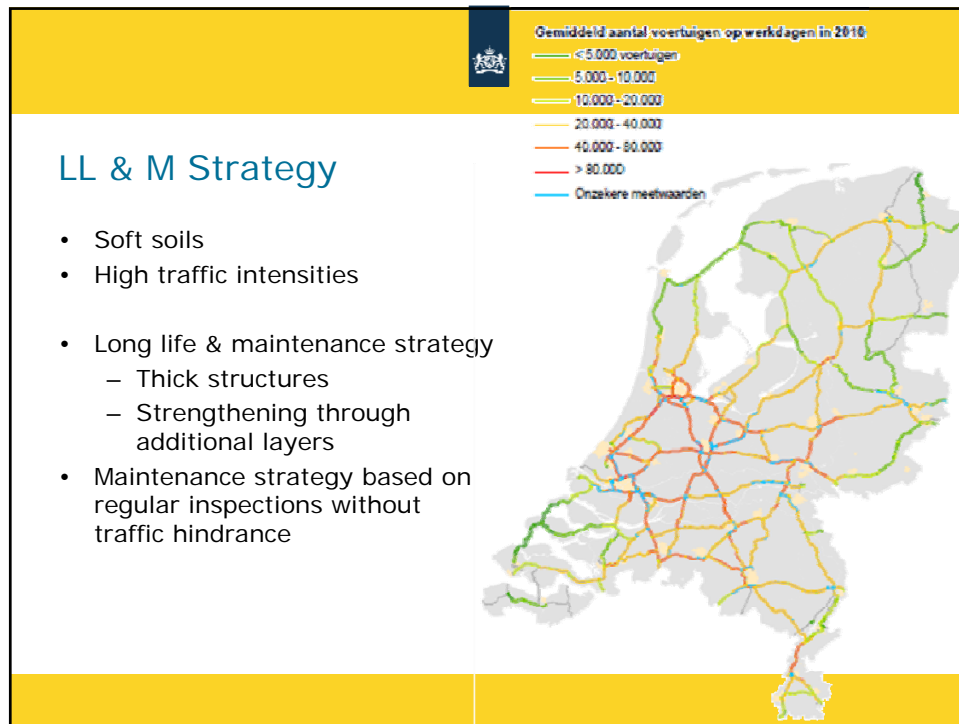 Gemiddeld aantal voertuigen op werkdagen in 2010
< 5.000 voertuigen
5.000 - 10.000
10.000 - 20.000
20.000 - 40.000
40.000 - 80.000
> 80.000
Onzekere meetwaarden
LL & M Strategy
• Soft soils
• High traffic intensities
• Long life & maintenance strategy
– Thick structures
– Strengthening through
additional layers
• Maintenance strategy based on
regular inspections without
traffic hindrance